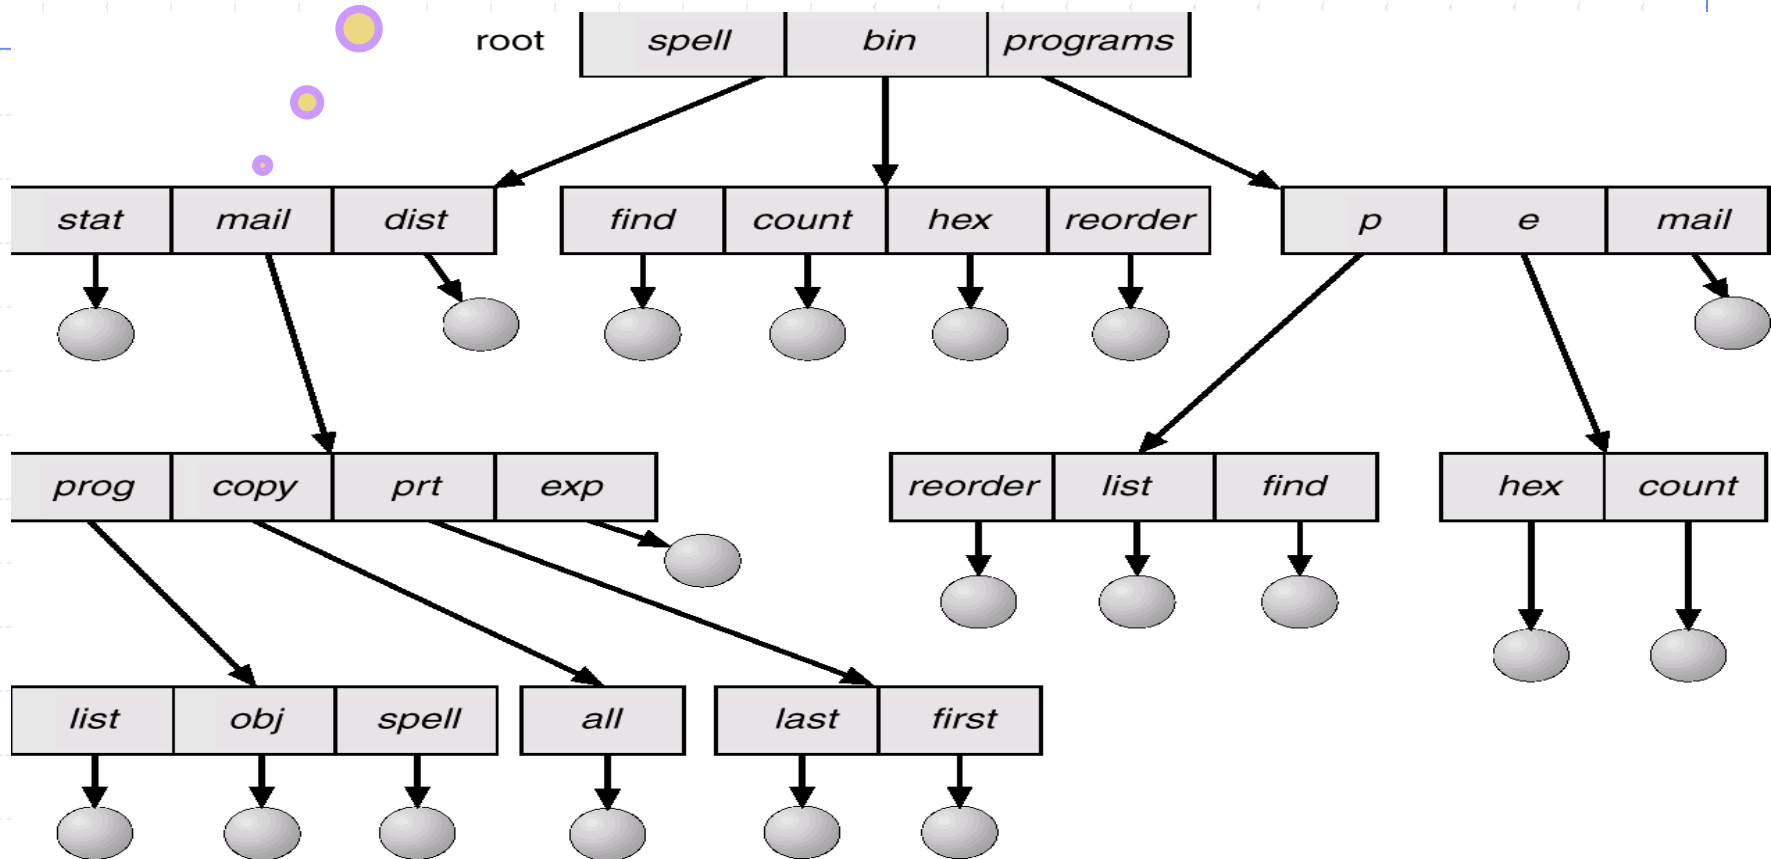 root spell bin programs
stat mail dist find count hex reorder p e mail
prog copy prt exp reorder list find hex count
list obj spell all last first